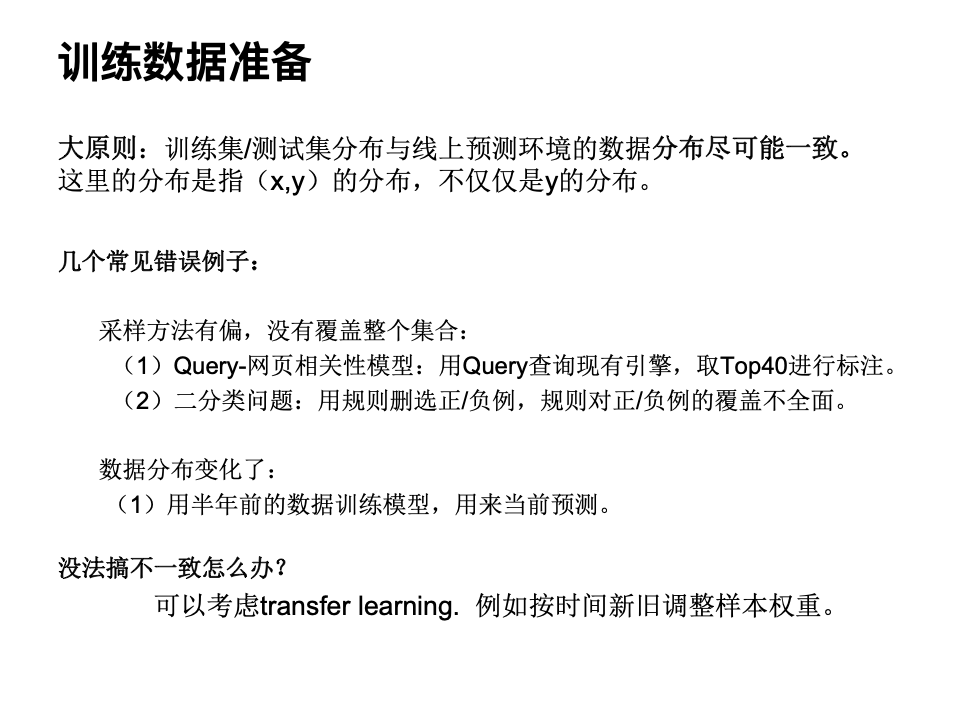 训练数据准备
大原则：训练集/测试集分布与线上预测环境的数据分布尽可能一致。
这里的分布是指（x,y）的分布，不仅仅是y的分布。
几个常见错误例子：
采样方法有偏，没有覆盖整个集合：
（1）Query-网页相关性模型：用Query查询现有引擎，取Top40进行标注。
（2）二分类问题：用规则删选正/负例，规则对正/负例的覆盖不全面。
数据分布变化了：
（1）用半年前的数据训练模型，用来当前预测。
没法搞不一致怎么办？
可以考虑transfer learning. 例如按时间新旧调整样本权重。